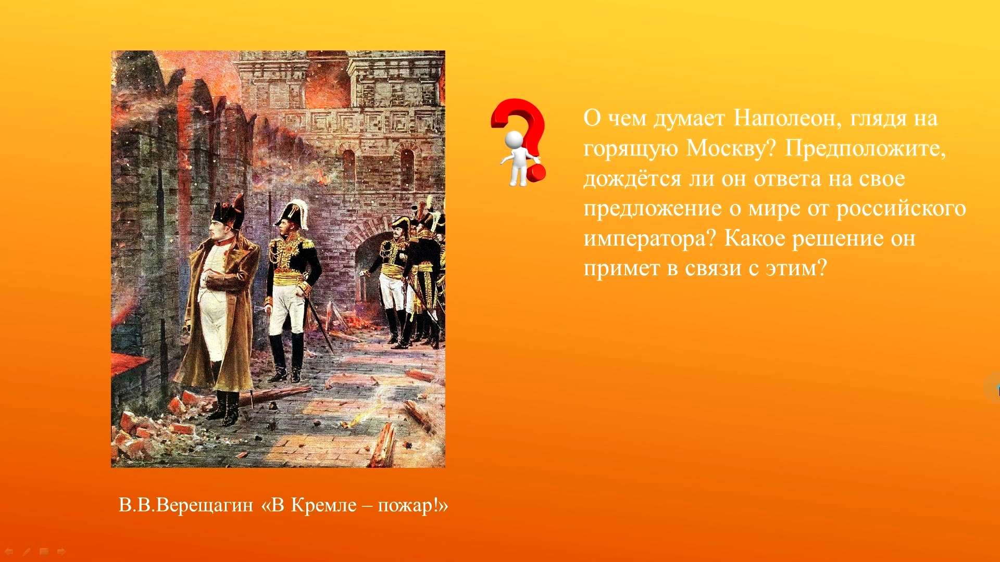 О чем думает Наполеон, глядя на
горящую Москву? Предположите,
дождётся ли он ответа на свое
предложение о мире от российского
императора? Какое решение он
примет в связи с этим?
В.В.Верещагин «В Кремле – пожар!»